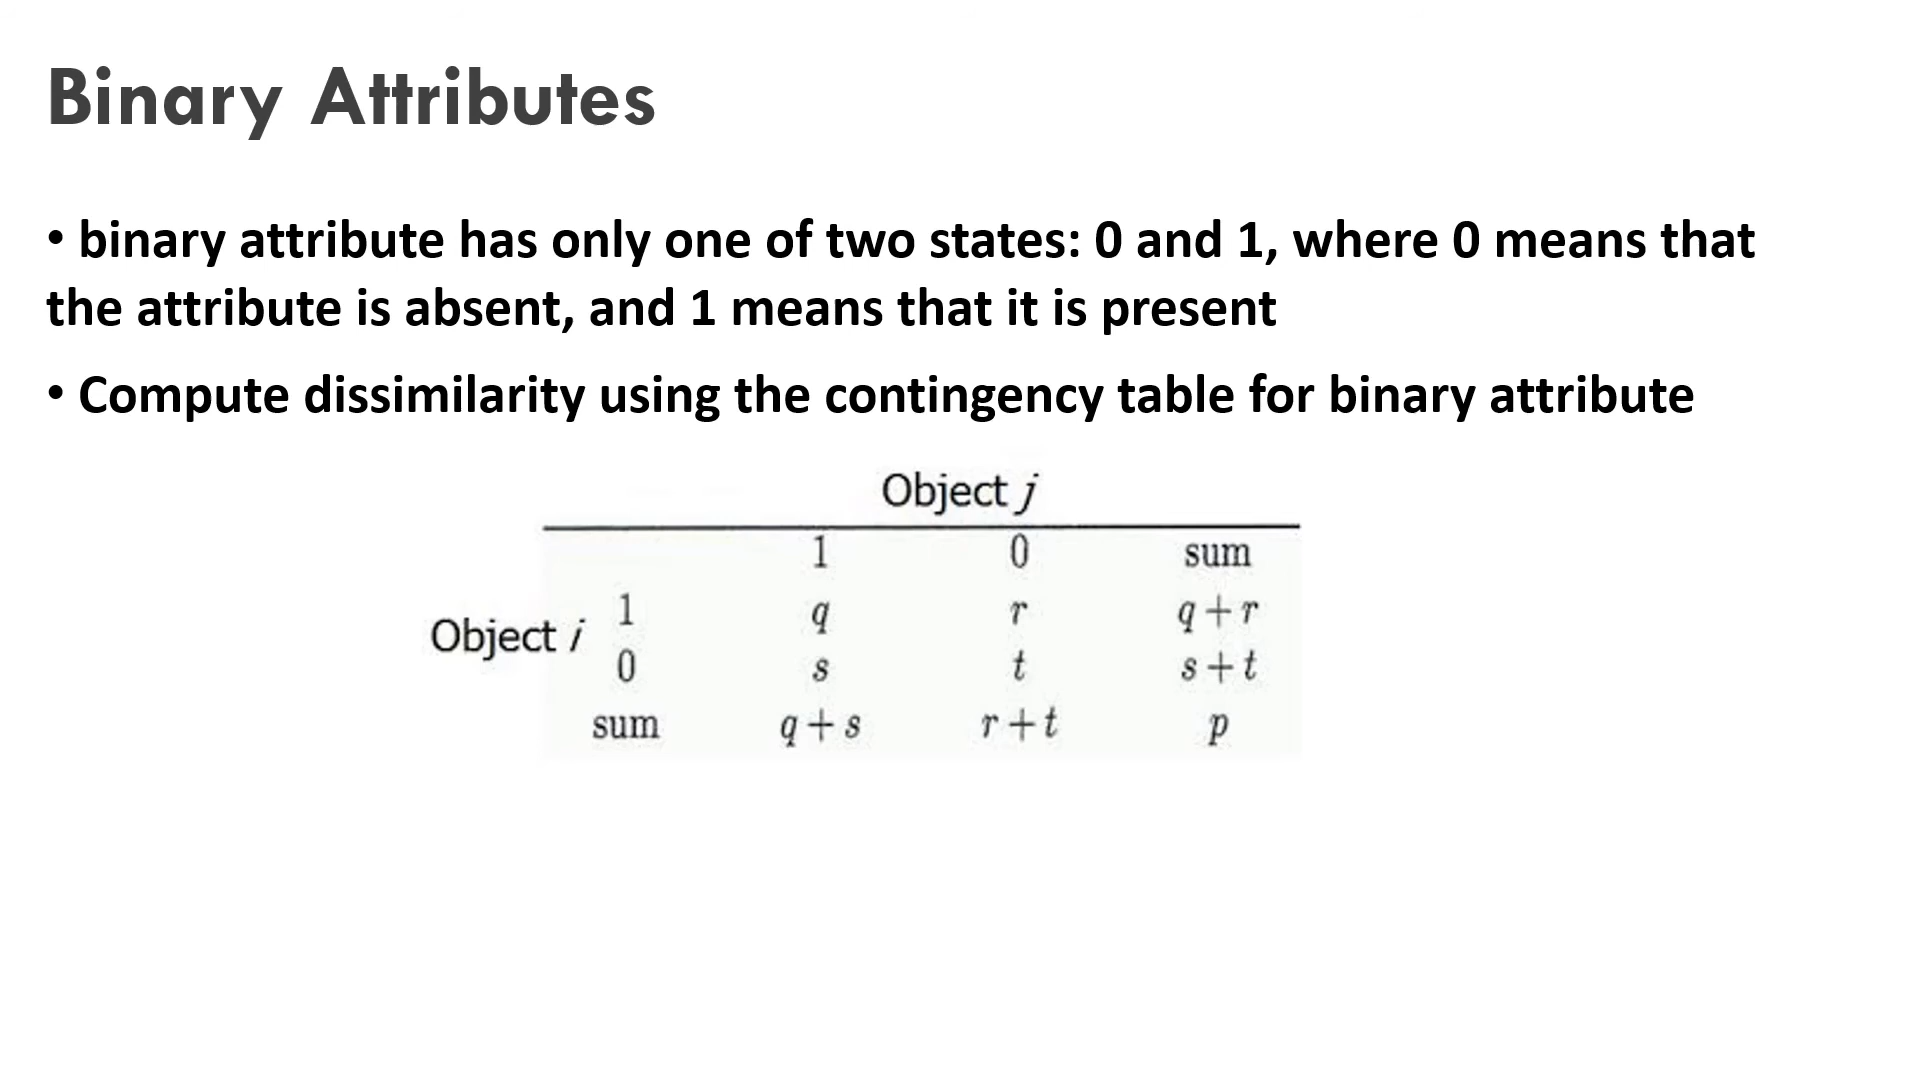 Binary Attributes
• binary attribute has only one of two states: 0 and 1, where 0 means that
the attribute is absent, and 1 means that it is present
• Compute dissimilarity using the contingency table for binary attribute
Object j
1 0 sum
Object i 1 q r q+r
0 s t s+t
sum q+s r+t p